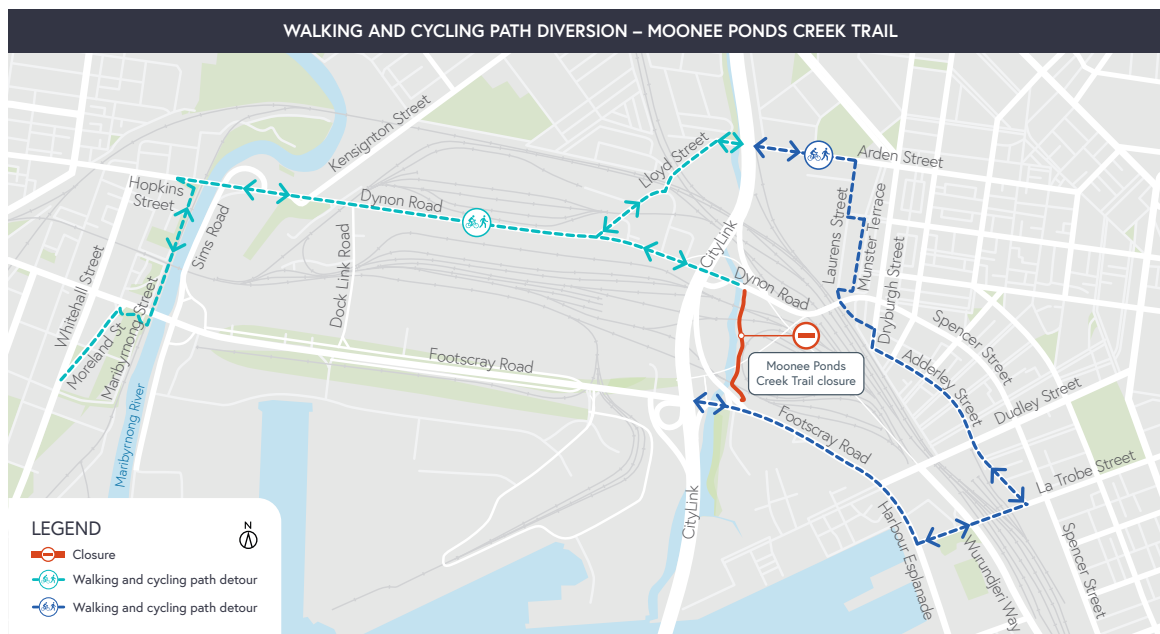 WALKING AND CYCLING PATH DIVERSION – MOONEE PONDS CREEK TRAIL
Kensignton Street
Lloyd Street
Arden Street
Hopkins
Street
Dynon Road
Sims Road
Laurens Street
Munster Terrace
CityLink
Dock Link Road
Whitehall Street
Dynon Road
Dryburgh Street
Moreland St
Maribyrnong Street
Spencer Street
Footscray Road
Moonee Ponds
Creek Trail closure
Adderley Street
Dudley Street
Maribyrnong River
Footscray Road
La Trobe Street
CityLink
Harbour Esplanade
Wurundjeri Way
Spencer Street
LEGEND
N
Closure
Walking and cycling path detour
Walking and cycling path detour